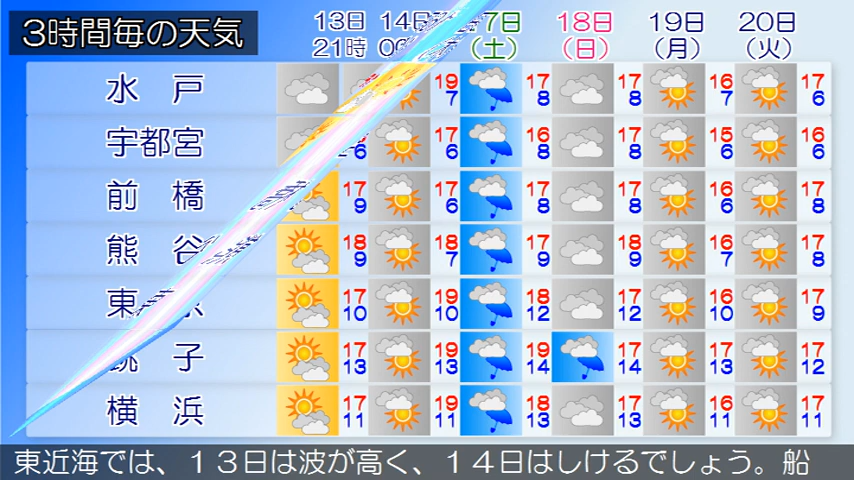 3時間毎の天気
13日 14日 7日 18日 19日 20日
21時 (土) (日) (月) (火)
水 戸 19 7 17 8 17 8 16 7 17 6
宇都宮 6 17 6 16 8 17 8 15 6 16 6
前 橋 17 9 17 6 17 8 17 8 16 6 17 8
熊 谷 18 9 18 7 17 9 18 9 16 7 17 8
東 17 10 19 10 18 12 17 12 16 10 17 9
子 17 13 19 13 19 14 17 14 17 13 17 12
横 浜 17 11 19 11 18 13 17 13 16 11 17 11
東近海では、13日は波が高く、14日はしけるでしょう。船